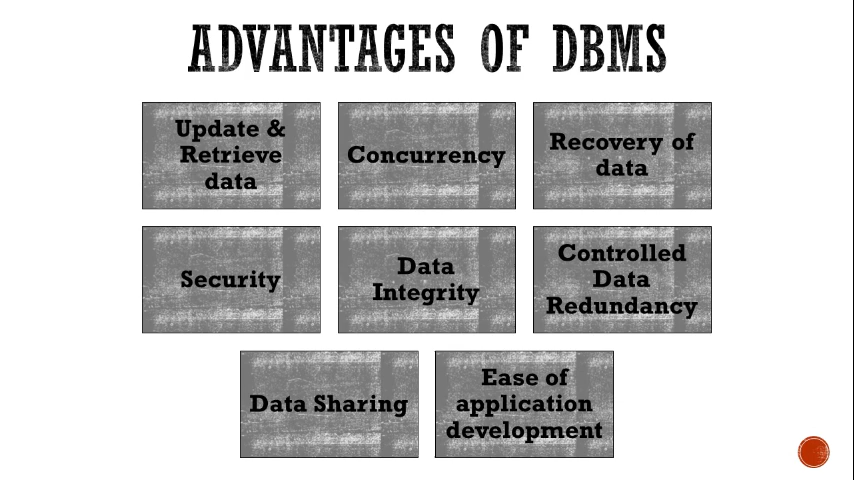 ADVANTAGES OF DBMS
Update &
Retrieve
data
Concurrency
Recovery of
data
Security
Data
Integrity
Controlled
Data
Redundancy
Data Sharing
Ease of
application
development